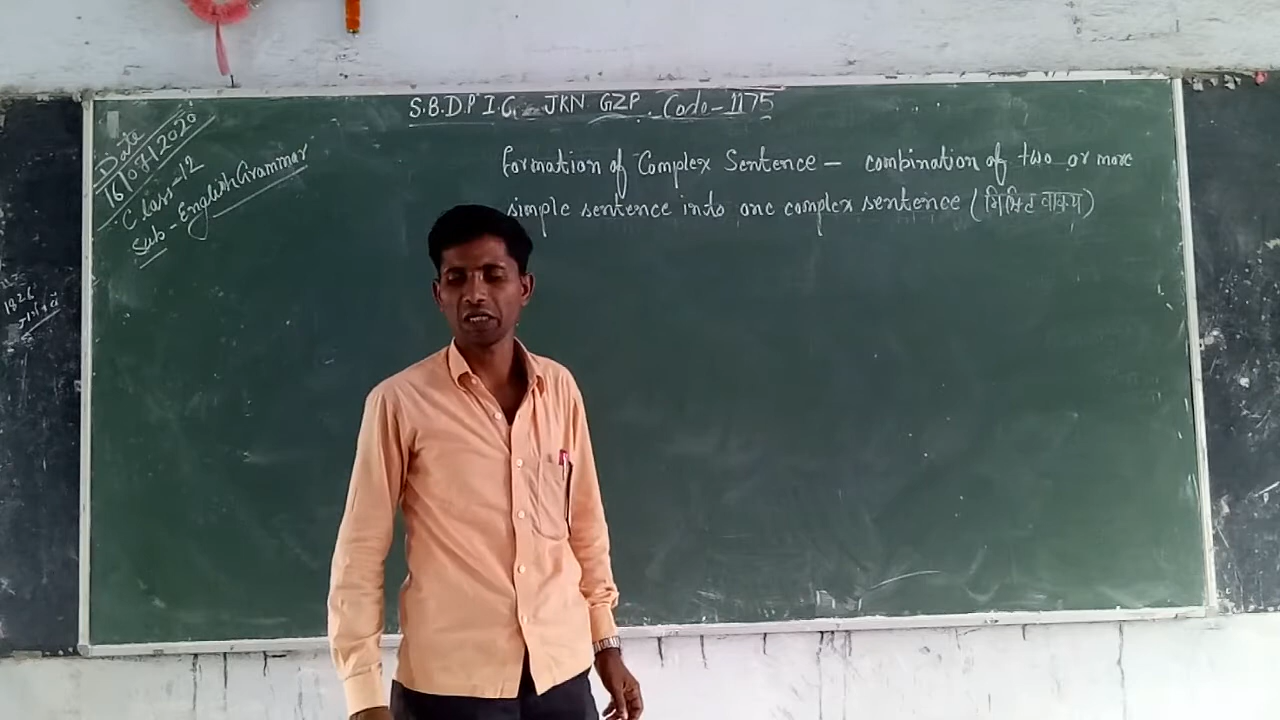 S.B.D.P I.C. JKN GZP. Code-1175
Date
16/07/2020
Class-12
Sub-English Grammar
Formation of Complex Sentence - combination of two or more
simple sentence into one complex sentence (मिश्रित वाक्य)
1826